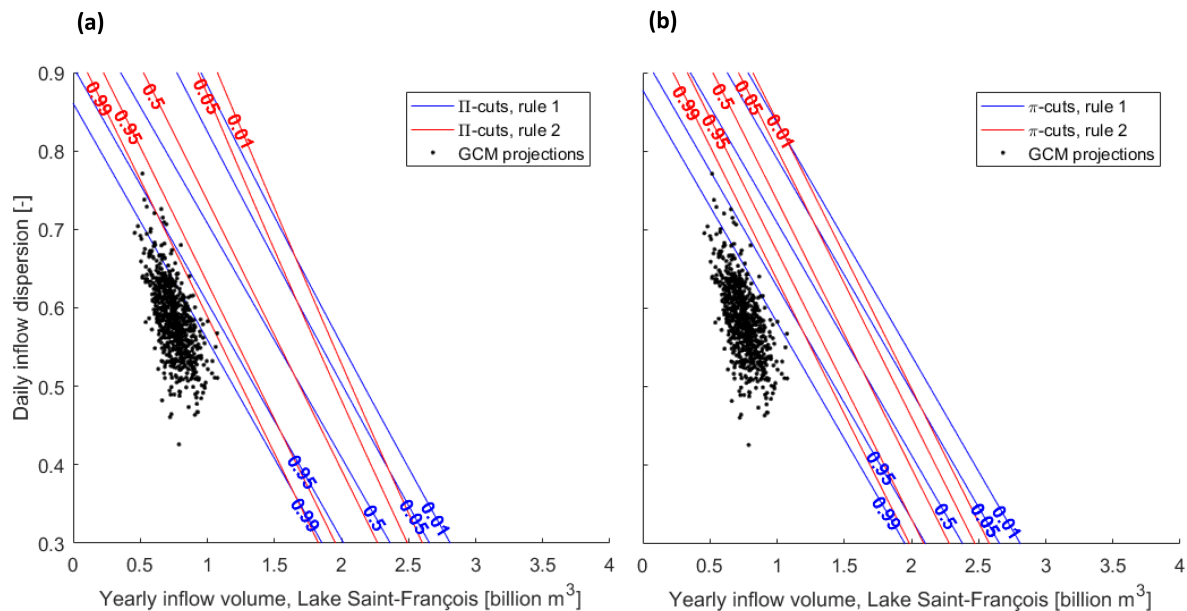 (a)
0.9
0.8
0.7
0.6
0.5
0.4
0.3
Daily inflow dispersion [-]
0.99
0.95
0.5
0.05
0.01
Π-cuts, rule 1
Π-cuts, rule 2
GCM projections
0.95
0.99
0.5
0.05
0.01
0 0.5 1 1.5 2 2.5 3 3.5 4
Yearly inflow volume, Lake Saint-François [billion m³]
(b)
0.99
0.95
0.5
0.05
0.01
π-cuts, rule 1
π-cuts, rule 2
GCM projections
0.95
0.99
0.5
0.05
0.01
0 0.5 1 1.5 2 2.5 3 3.5 4
Yearly inflow volume, Lake Saint-François [billion m³]